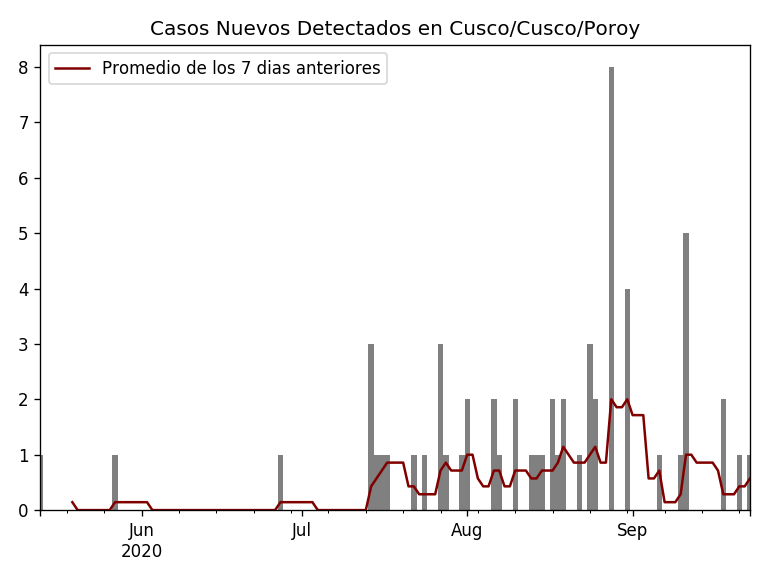 Casos Nuevos Detectados en Cusco/Cusco/Poroy
Promedio de los 7 dias anteriores
8
7
6
5
4
3
2
1
0
Jun
2020
Jul
Aug
Sep